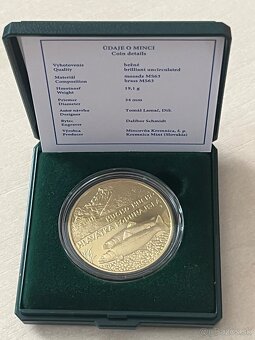 ÚDAJE O MINCI
Coin details
Vyhotovenie bežné
Quality brilliant uncirculated
Materiál mosadz MS63
Composition brass MS63
Hmotnosť 19,1 g
Weight
Priemer 34 mm
Diameter
Autor návrhu Tomáš Lamač, DiS.
Designer
Rytec Dalibor Schmidt
Engraver
Výrobca Mincovňa Kremnica, š. p.
Producer Kremnica Mint (Slovakia)